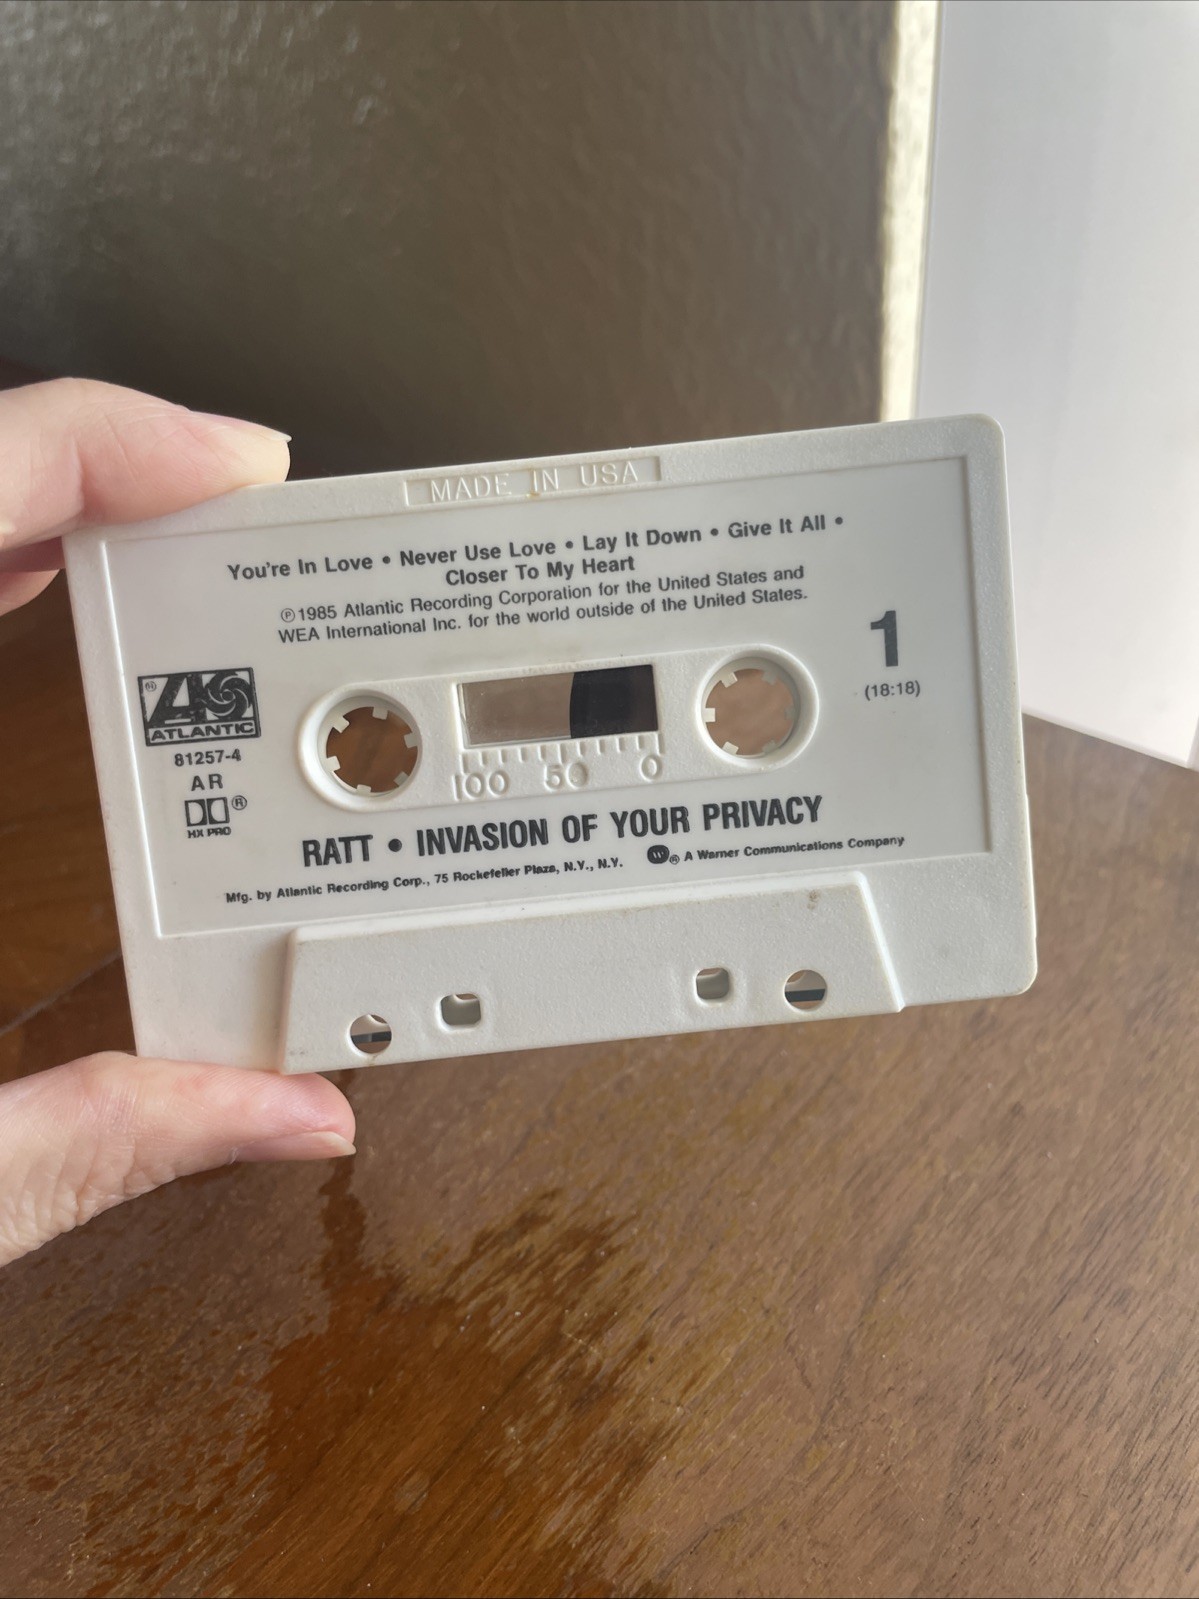 MADE IN USA
You're In Love • Never Use Love • Lay It Down • Give It All •
Closer To My Heart
℗1985 Atlantic Recording Corporation for the United States and
WEA International Inc. for the world outside of the United States.
1
(18:18)
®
ATLANTIC
81257-4
AR
®
HX PRO
100 50 0
RATT • INVASION OF YOUR PRIVACY
Mfg. by Atlantic Recording Corp., 75 Rockefeller Plaza, N.Y., N.Y. ® A Warner Communications Company